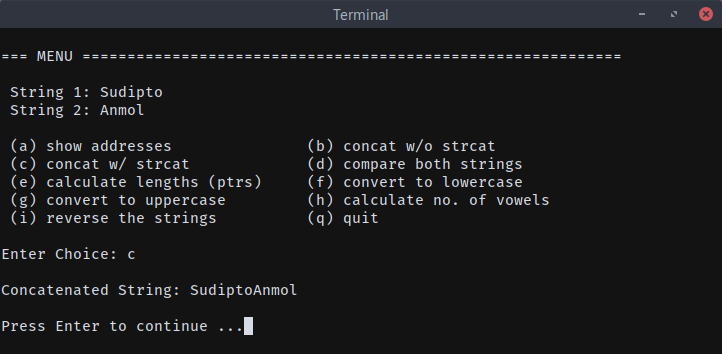 Terminal
=== MENU ============================================================
String 1: Sudipto
String 2: Anmol
(a) show addresses (b) concat w/o strcat
(c) concat w/ strcat (d) compare both strings
(e) calculate lengths (ptrs) (f) convert to lowercase
(g) convert to uppercase (h) calculate no. of vowels
(i) reverse the strings (q) quit
Enter Choice: c
Concatenated String: SudiptoAnmol
Press Enter to continue ...